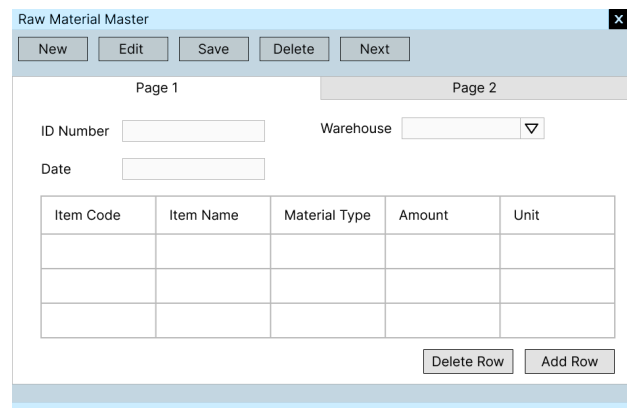 Raw Material Master X
New Edit Save Delete Next
Page 1 Page 2
ID Number Warehouse
Date
Item Code Item Name Material Type Amount Unit
Delete Row Add Row